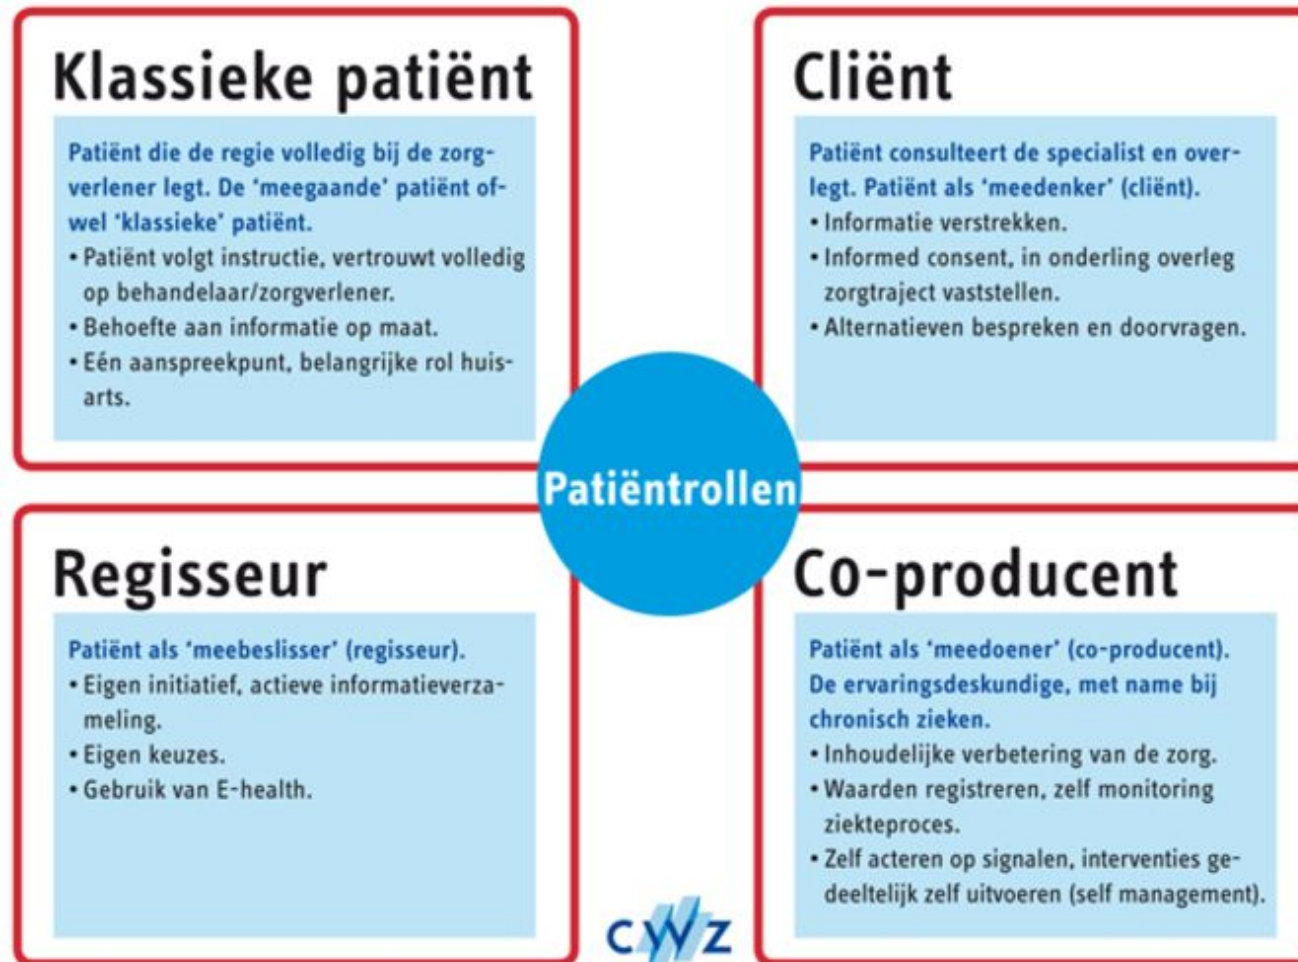 Klassieke patiënt
Patiënt die de regie volledig bij de zorg-
verlener legt. De ‘meegaande’ patiënt of-
wel ‘klassieke’ patiënt.
• Patiënt volgt instructie, vertrouwt volledig
op behandelaar/zorgverlener.
• Behoefte aan informatie op maat.
• Eén aanspreekpunt, belangrijke rol huis-
arts.
Cliënt
Patiënt consulteert de specialist en over-
legt. Patiënt als ‘meedenker’ (cliënt).
• Informatie verstrekken.
• Informed consent, in onderling overleg
zorgtraject vaststellen.
• Alternatieven bespreken en doorvragen.
Patiëntrollen
Regisseur
Patiënt als ‘meebeslisser’ (regisseur).
• Eigen initiatief, actieve informatieverza-
meling.
• Eigen keuzes.
• Gebruik van E-health.
Co-producent
Patiënt als ‘meedoener’ (co-producent).
De ervaringsdeskundige, met name bij
chronisch zieken.
• Inhoudelijke verbetering van de zorg.
• Waarden registreren, zelf monitoring
ziekteproces.
• Zelf acteren op signalen, interventies ge-
deeltelijk zelf uitvoeren (self management).
CWZ